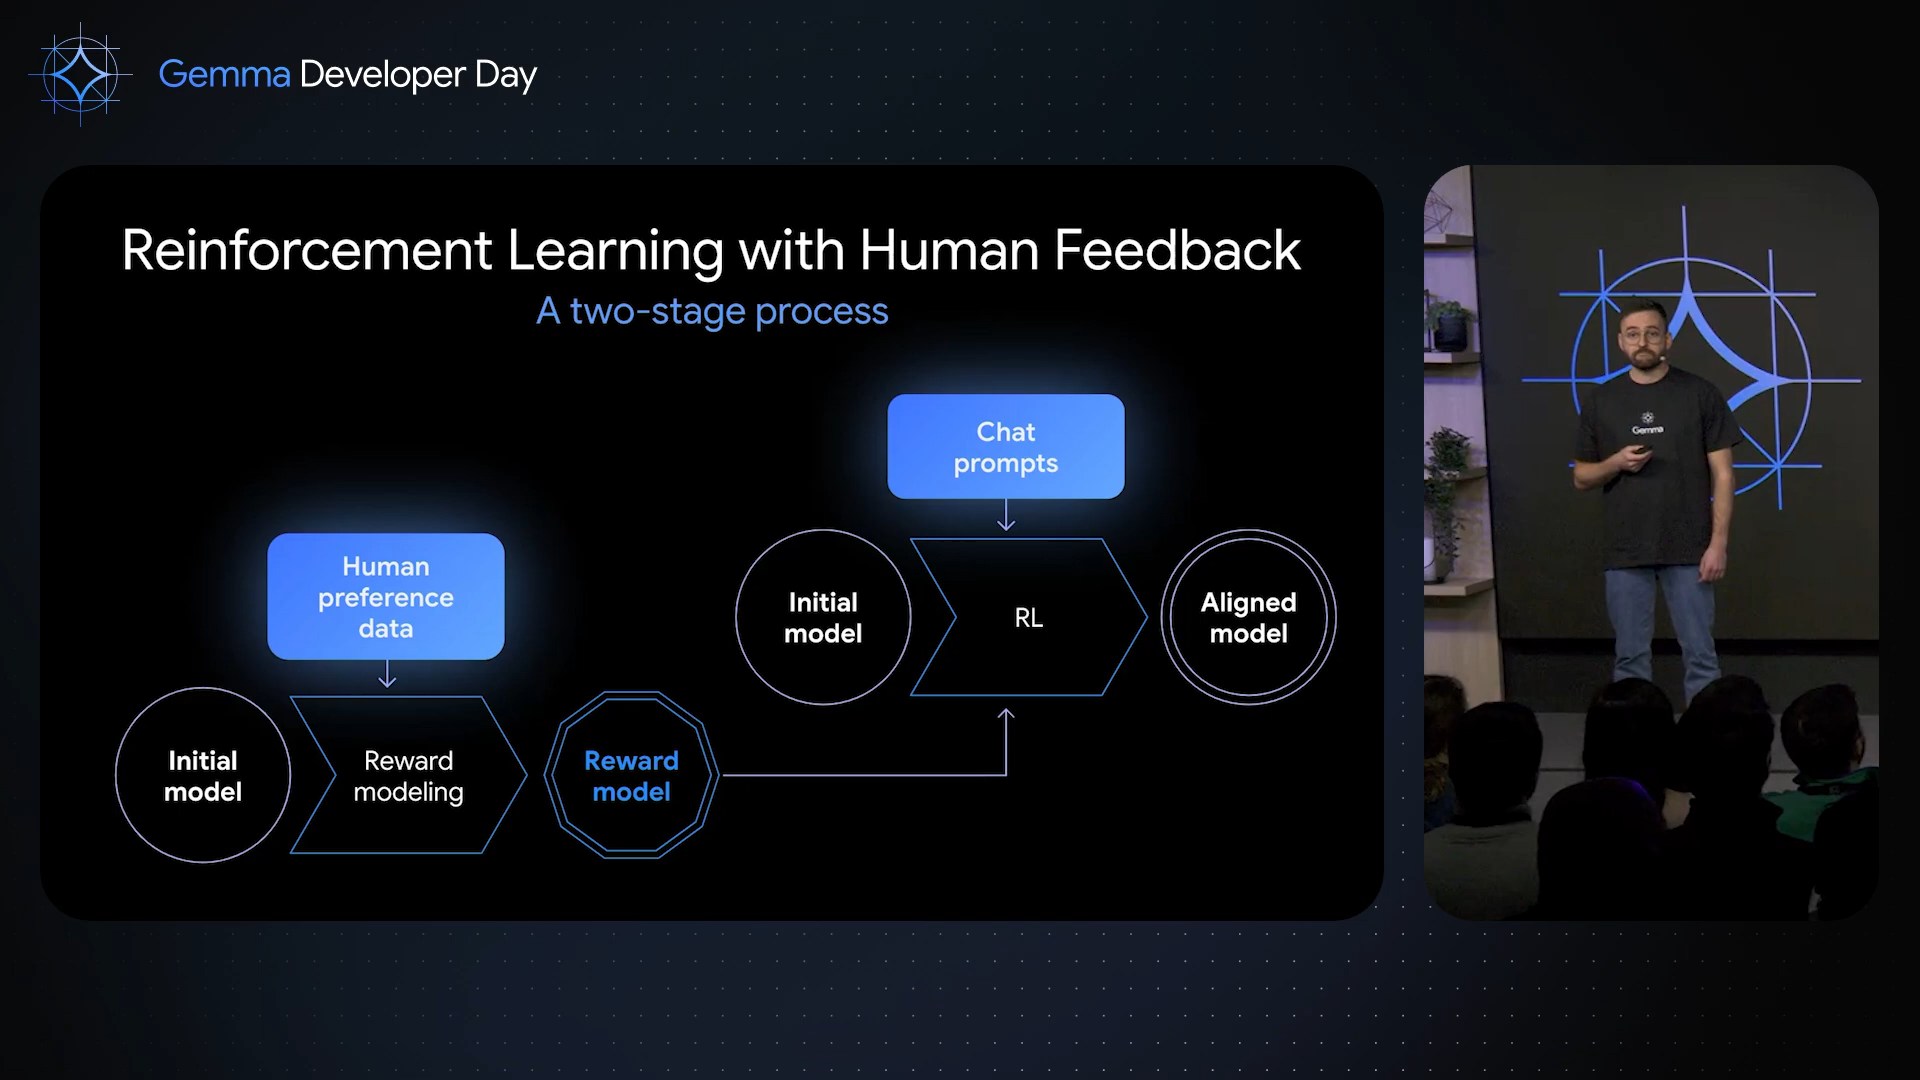 Gemma Developer Day
Reinforcement Learning with Human Feedback
A two-stage process
Chat
prompts
Human
preference
data
Initial
model
RL
Aligned
model
Initial
model
Reward
modeling
Reward
model
Gemma